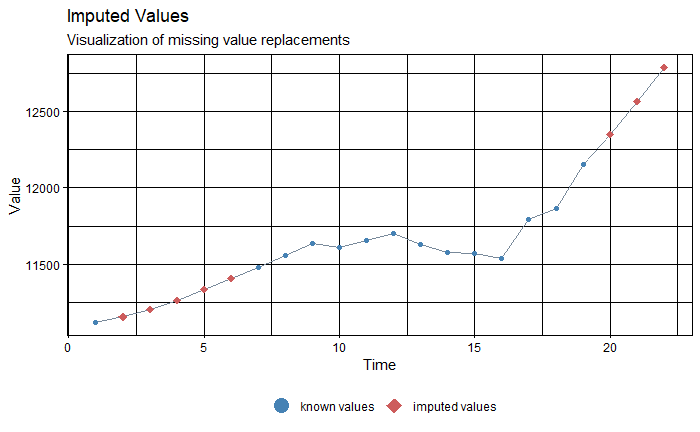 Imputed Values
Visualization of missing value replacements
Value
12500
12000
11500
0 5 10 15 20
Time
known values imputed values